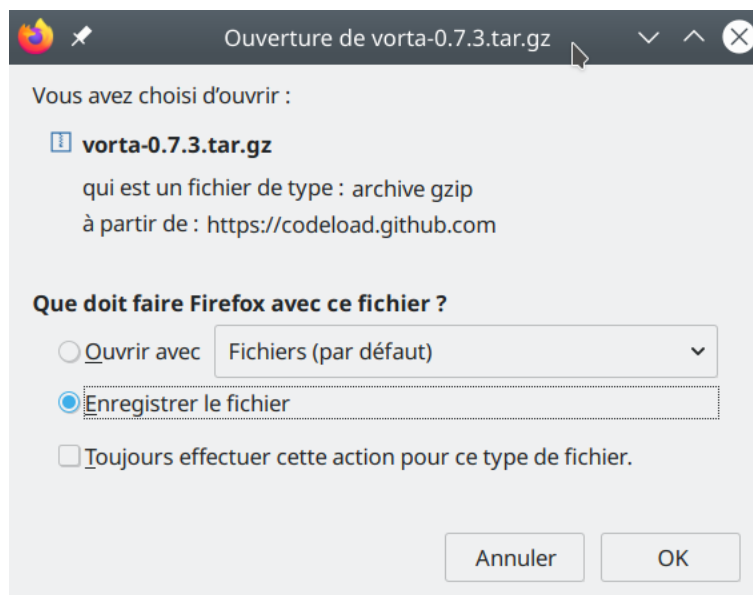 Ouverture de vorta-0.7.3.tar.gz
Vous avez choisi d’ouvrir :
vorta-0.7.3.tar.gz
qui est un fichier de type : archive gzip
à partir de : https://codeload.github.com
Que doit faire Firefox avec ce fichier ?
Ouvrir avec Fichiers (par défaut)
Enregistrer le fichier
Toujours effectuer cette action pour ce type de fichier.
Annuler OK